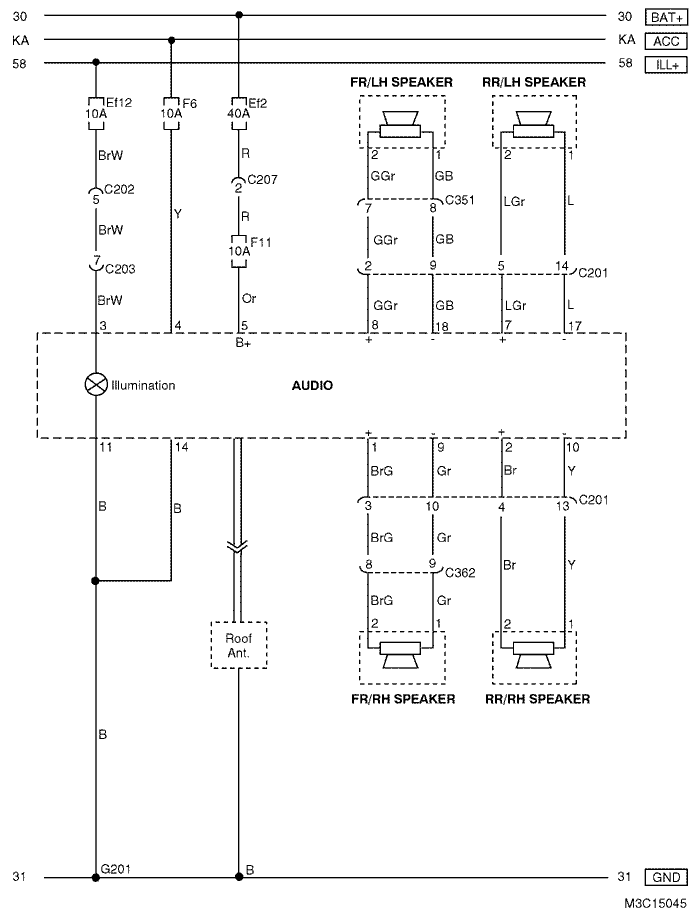 30 30 BAT+
KA KA ACC
58 58 ILL+
FR/LH SPEAKER RR/LH SPEAKER
Ef12 F6 Ef2
10A 10A 40A
2 1 2 1
BrW R
GGr GB
C202 C207
5 2
LGr L
C351
7 8
Y R
BrW
F11
10A
GGr GB
7
C203
2 9 5 14
C201
BrW Or
GGr GB LGr L
3 4 5 8 18 7 17
B+ + - + -
Illumination AUDIO
+ - + -
11 14 1 9 2 10
BrG Gr Br Y
C201
3 10 4 13
B B
BrG Gr
8 9
C362
Br Y
BrG Gr
2 1 2 1
Roof
Ant.
FR/RH SPEAKER RR/RH SPEAKER
B
G201 B
31 31 GND
M3C15045